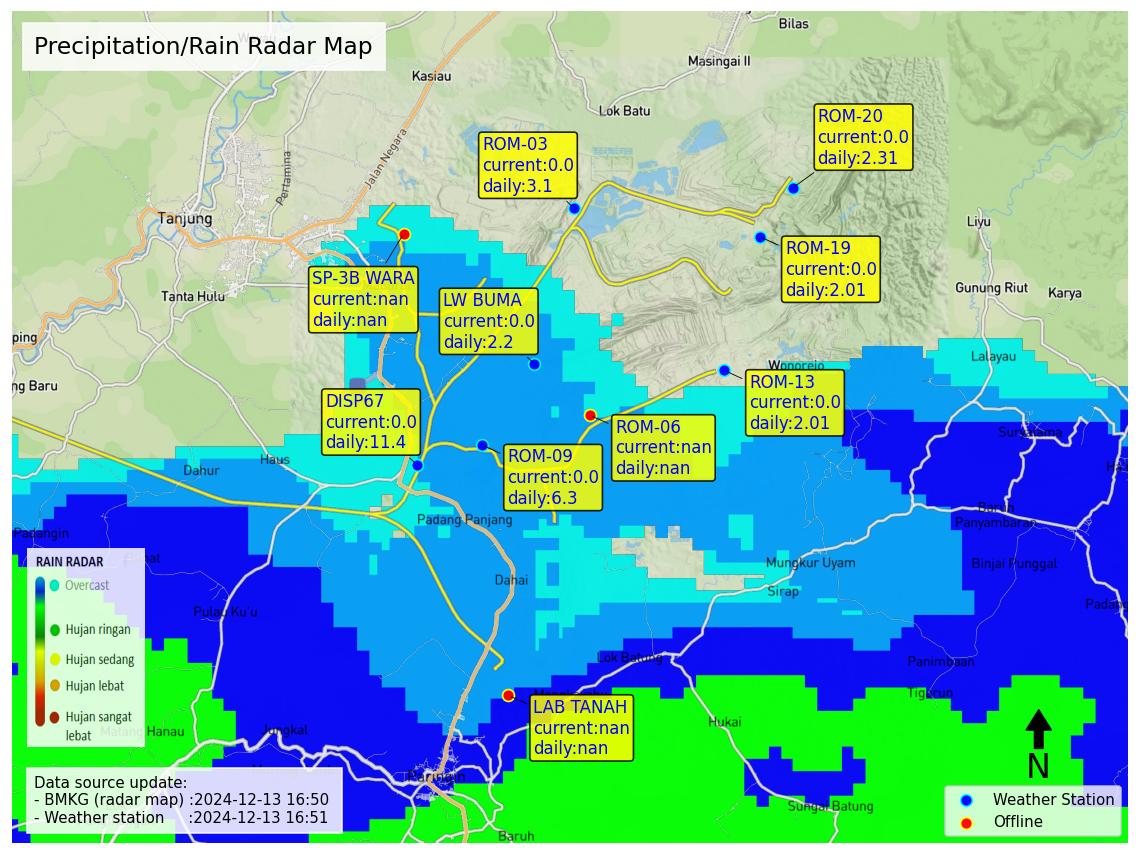 Precipitation/Rain Radar Map
Bilas
Masingai II
Kasiau
Lok Batu
Jalan Negara
Pertamina
Tanjung
Tanta Hulu
ping
ng Baru
Liyu
Gunung Riut
Karya
Lalayau
Wonorejo
ROM-20
current:0.0
daily:2.31
ROM-03
current:0.0
daily:3.1
ROM-19
current:0.0
daily:2.01
SP-3B WARA
current:nan
daily:nan
LW BUMA
current:0.0
daily:2.2
ROM-13
current:0.0
daily:2.01
DISP67
current:0.0
daily:11.4
ROM-06
current:nan
daily:nan
ROM-09
current:0.0
daily:6.3
Haus
Dahur
Padang Panjang
Padangin
Dahai
Mungkur Uyam
Sirap
Baruh
Panyambaran
Binjai Punggal
Padang
Pulau Ku'u
Lok Batung
Panimbaan
Tigarun
Hukai
LAB TANAH
current:nan
daily:nan
Matang Hanau
Jungkal
Paringin
Sungai Batung
Baruh
RAIN RADAR
Overcast
Hujan ringan
Hujan sedang
Hujan lebat
Hujan sangat
lebat
Data source update:
- BMKG (radar map) :2024-12-13 16:50
- Weather station :2024-12-13 16:51
N
Weather Station
Offline